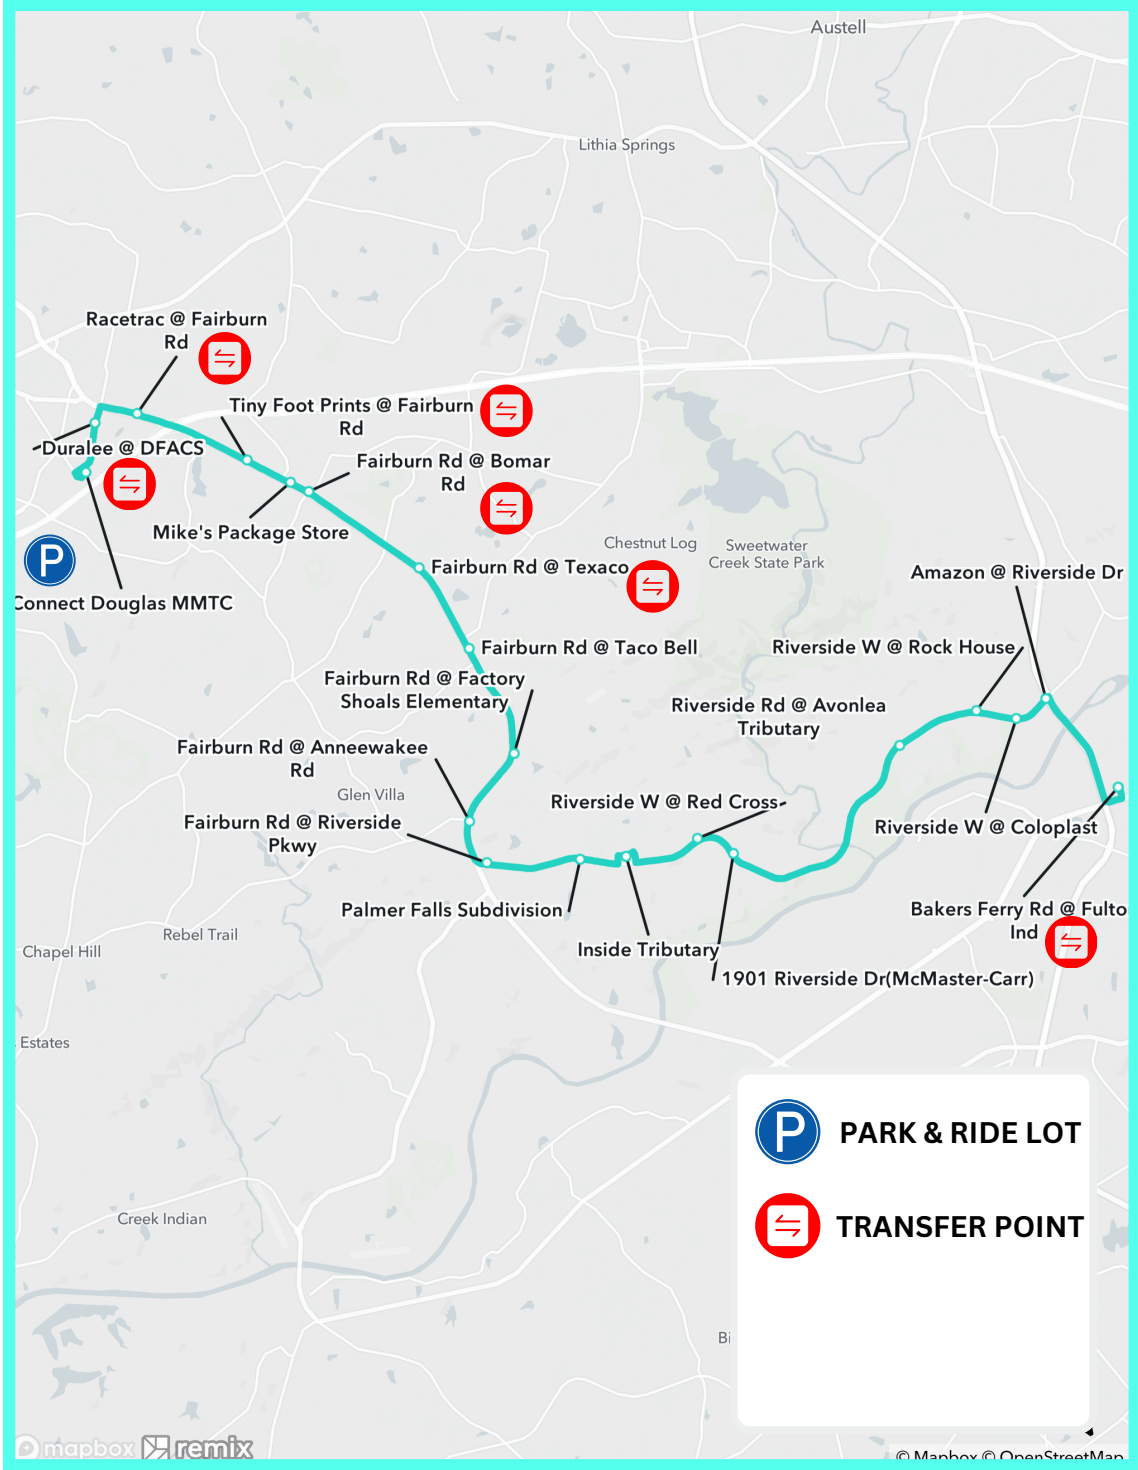 Austell
Lithia Springs
Racetrac @ Fairburn
Rd
Tiny Foot Prints @ Fairburn
Rd
Duralee @ DFACS
Fairburn Rd @ Bomar
Rd
Mike's Package Store
Chestnut Log
Sweetwater
Creek State Park
P
Fairburn Rd @ Texaco
Amazon @ Riverside Dr
Connect Douglas MMTC
Fairburn Rd @ Taco Bell
Riverside W @ Rock House
Fairburn Rd @ Factory
Shoals Elementary
Riverside Rd @ Avonlea
Tributary
Fairburn Rd @ Anneewakee
Rd
Glen Villa
Riverside W @ Red Cross
Fairburn Rd @ Riverside
Pkwy
Riverside W @ Coloplast
Palmer Falls Subdivision
Bakers Ferry Rd @ Fulto
Ind
Rebel Trail
Chapel Hill
Inside Tributary
1901 Riverside Dr(McMaster-Carr)
Estates
P
PARK & RIDE LOT
Creek Indian
TRANSFER POINT
Bi
mapbox remix
© Mapbox © OpenStreetMap